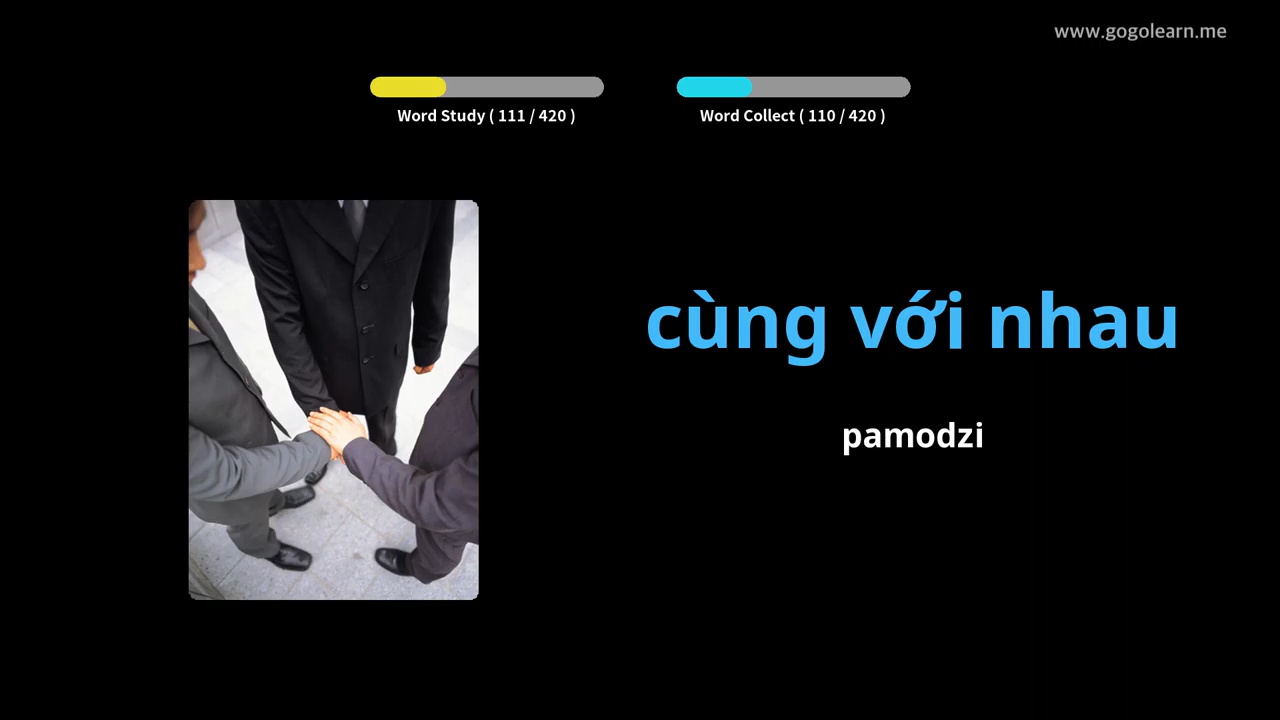 www.gogolearn.me
Word Study ( 111 / 420 )
Word Collect ( 110 / 420 )
cùng với nhau
pamodzi